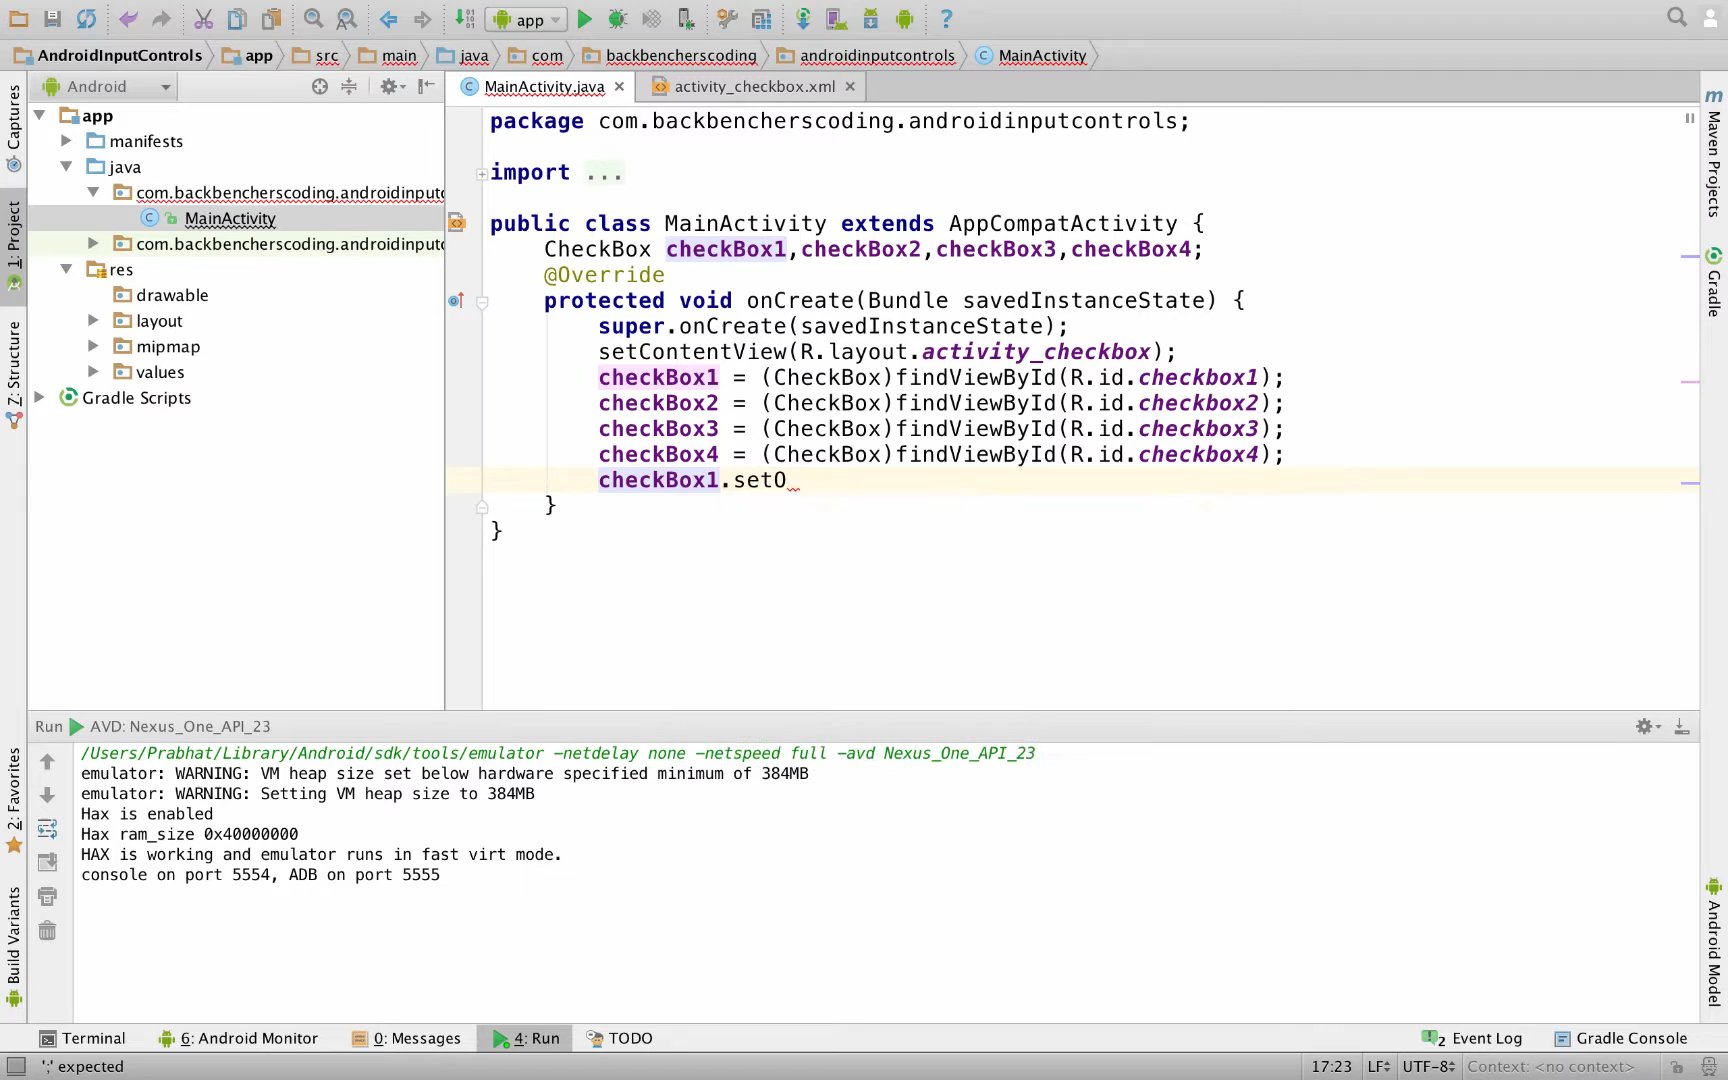 app
AndroidInputControls app src main java com backbencherscoding androidinputcontrols MainActivity
Android
MainActivity.java
activity_checkbox.xml
app
manifests
java
com.backbencherscoding.androidinputc
MainActivity
com.backbencherscoding.androidinputc
res
drawable
layout
mipmap
values
Gradle Scripts
package com.backbencherscoding.androidinputcontrols;
import ...
public class MainActivity extends AppCompatActivity {
CheckBox checkBox1,checkBox2,checkBox3,checkBox4;
@Override
protected void onCreate(Bundle savedInstanceState) {
super.onCreate(savedInstanceState);
setContentView(R.layout.activity_checkbox);
checkBox1 = (CheckBox)findViewById(R.id.checkbox1);
checkBox2 = (CheckBox)findViewById(R.id.checkbox2);
checkBox3 = (CheckBox)findViewById(R.id.checkbox3);
checkBox4 = (CheckBox)findViewById(R.id.checkbox4);
checkBox1.setO
}
}
Captures
1: Project
Z: Structure
2: Favorites
Build Variants
m Maven Projects
Gradle
Android Model
Run AVD: Nexus_One_API_23
/Users/Prabhat/Library/Android/sdk/tools/emulator -netdelay none -netspeed full -avd Nexus_One_API_23
emulator: WARNING: VM heap size set below hardware specified minimum of 384MB
emulator: WARNING: Setting VM heap size to 384MB
Hax is enabled
Hax ram_size 0x40000000
HAX is working and emulator runs in fast virt mode.
console on port 5554, ADB on port 5555
Terminal 6: Android Monitor 0: Messages 4: Run TODO 2 Event Log Gradle Console
';' expected 17:23 LF UTF-8 Context: <no context>